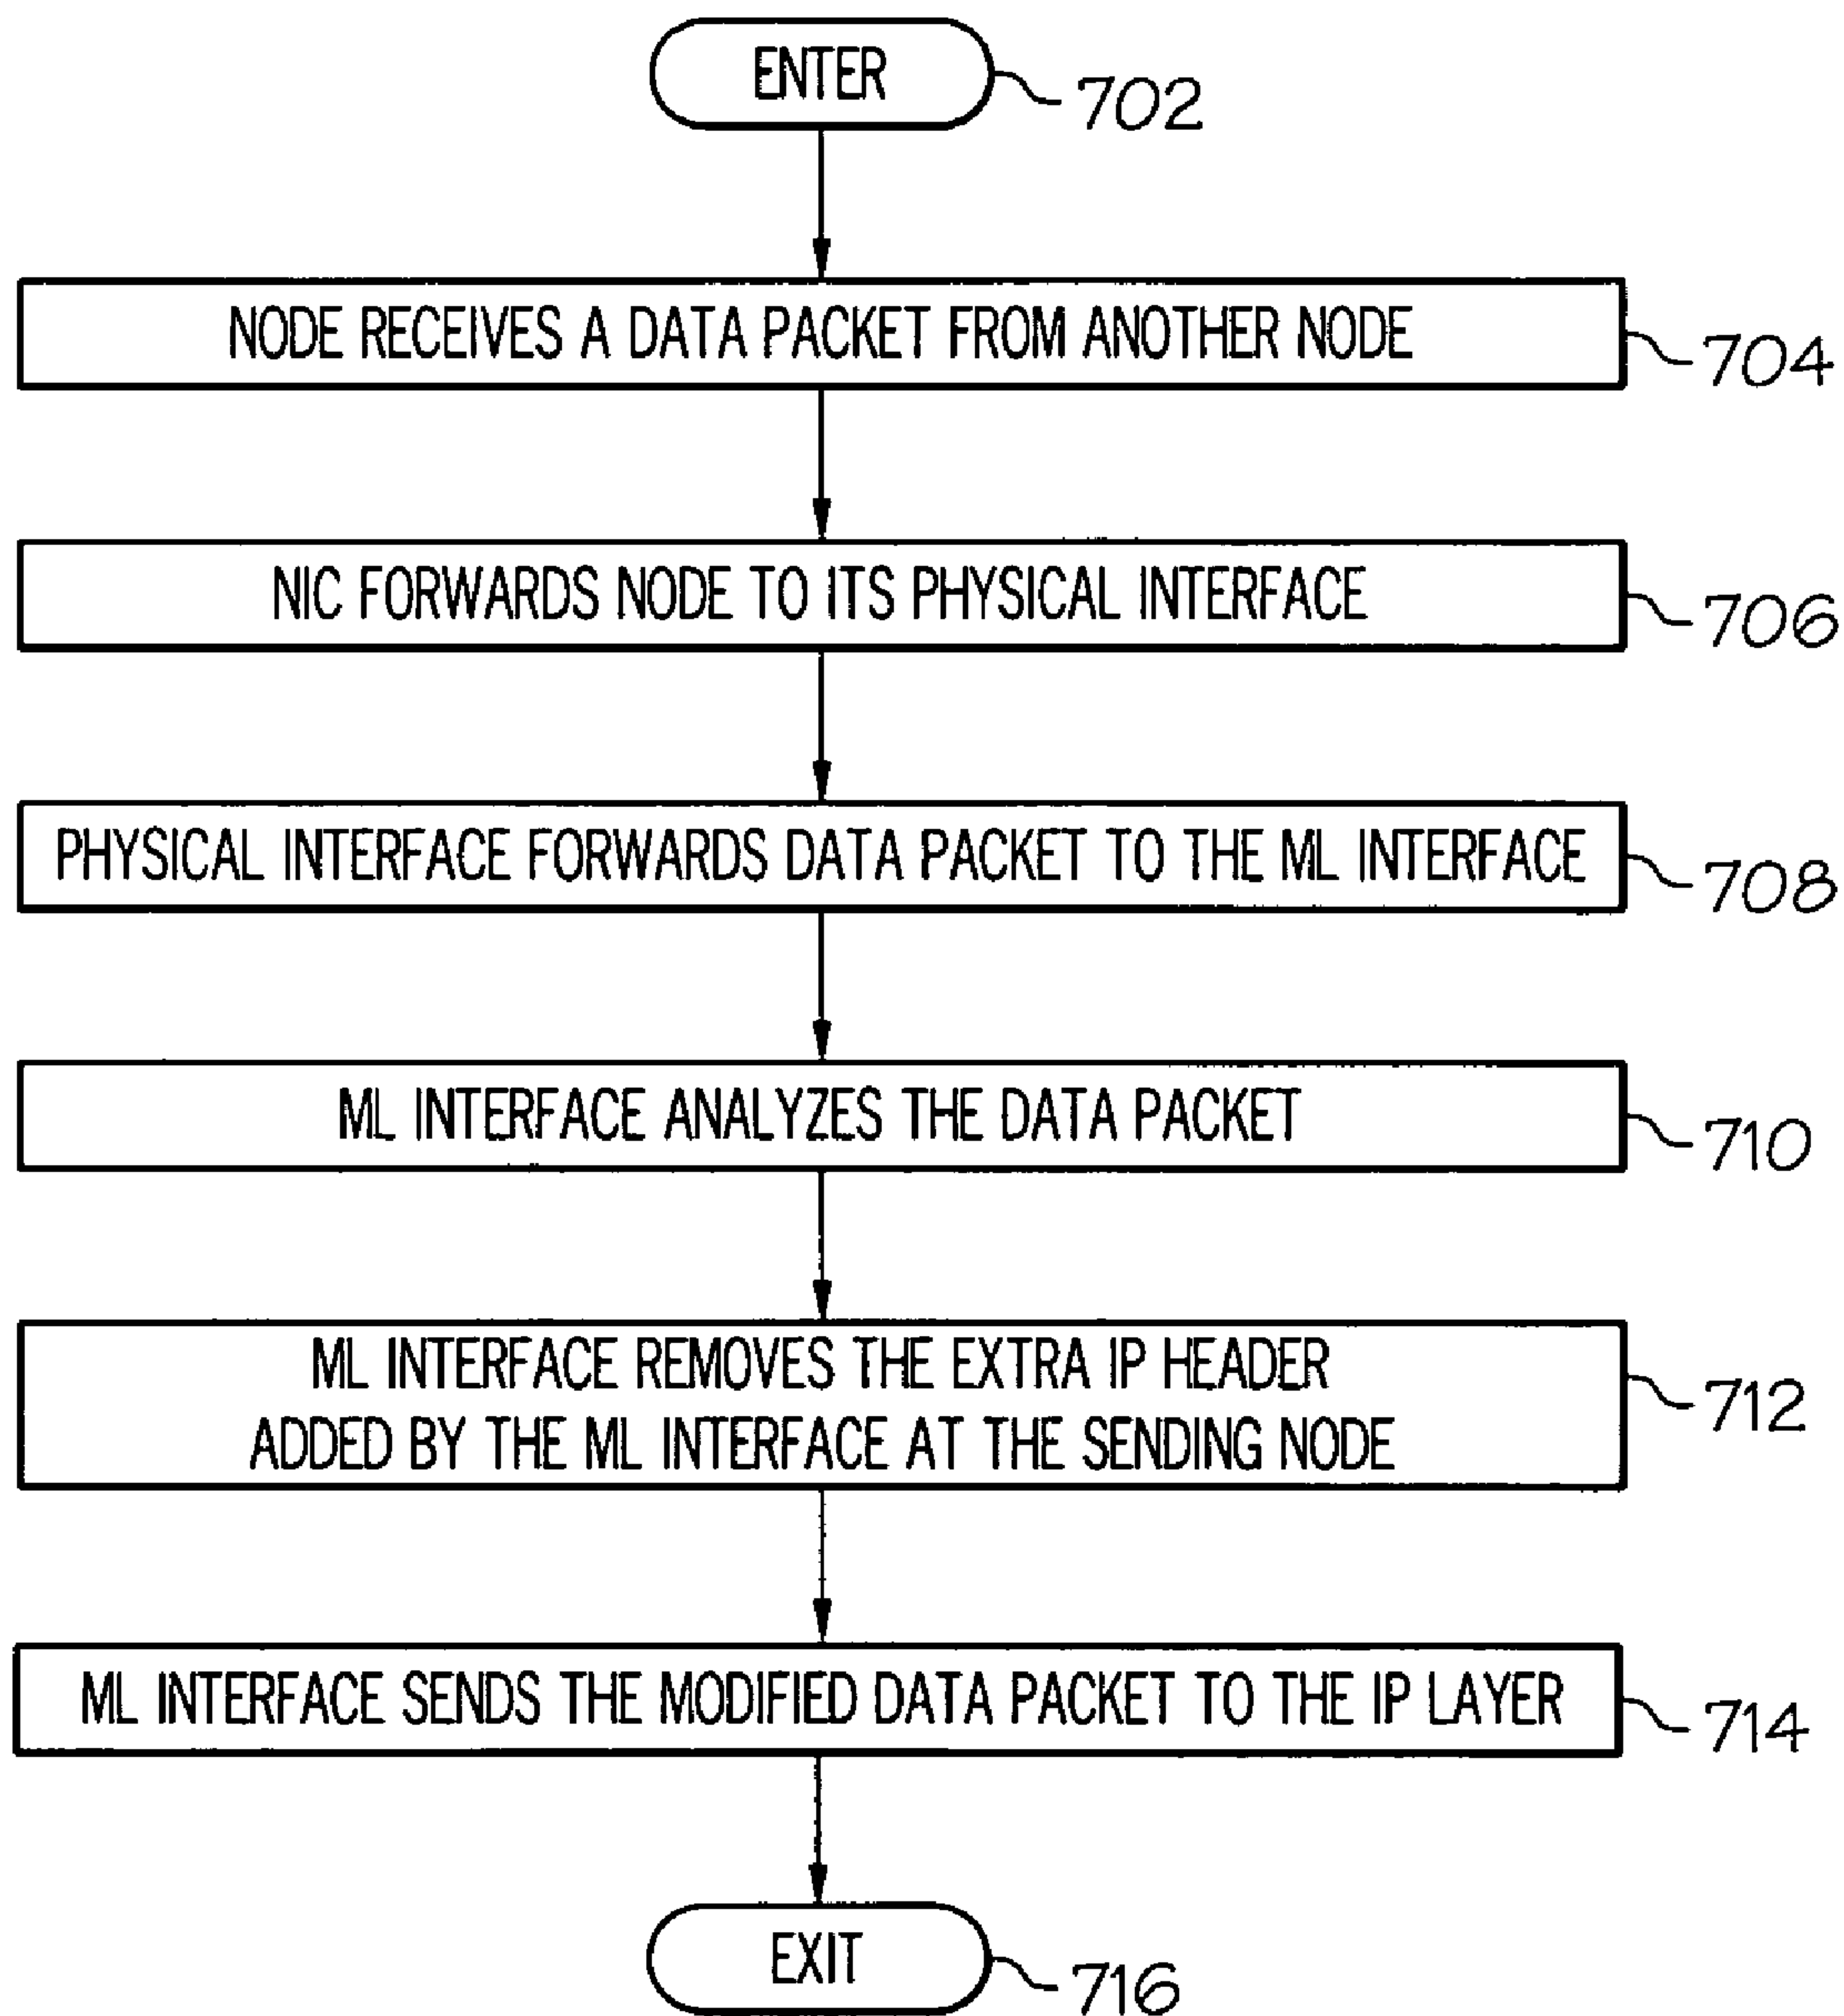 ENTER
702
NODE RECEIVES A DATA PACKET FROM ANOTHER NODE
704
NIC FORWARDS NODE TO ITS PHYSICAL INTERFACE
706
PHYSICAL INTERFACE FORWARDS DATA PACKET TO THE ML INTERFACE
708
ML INTERFACE ANALYZES THE DATA PACKET
710
ML INTERFACE REMOVES THE EXTRA IP HEADER
ADDED BY THE ML INTERFACE AT THE SENDING NODE
712
ML INTERFACE SENDS THE MODIFIED DATA PACKET TO THE IP LAYER
714
EXIT
716